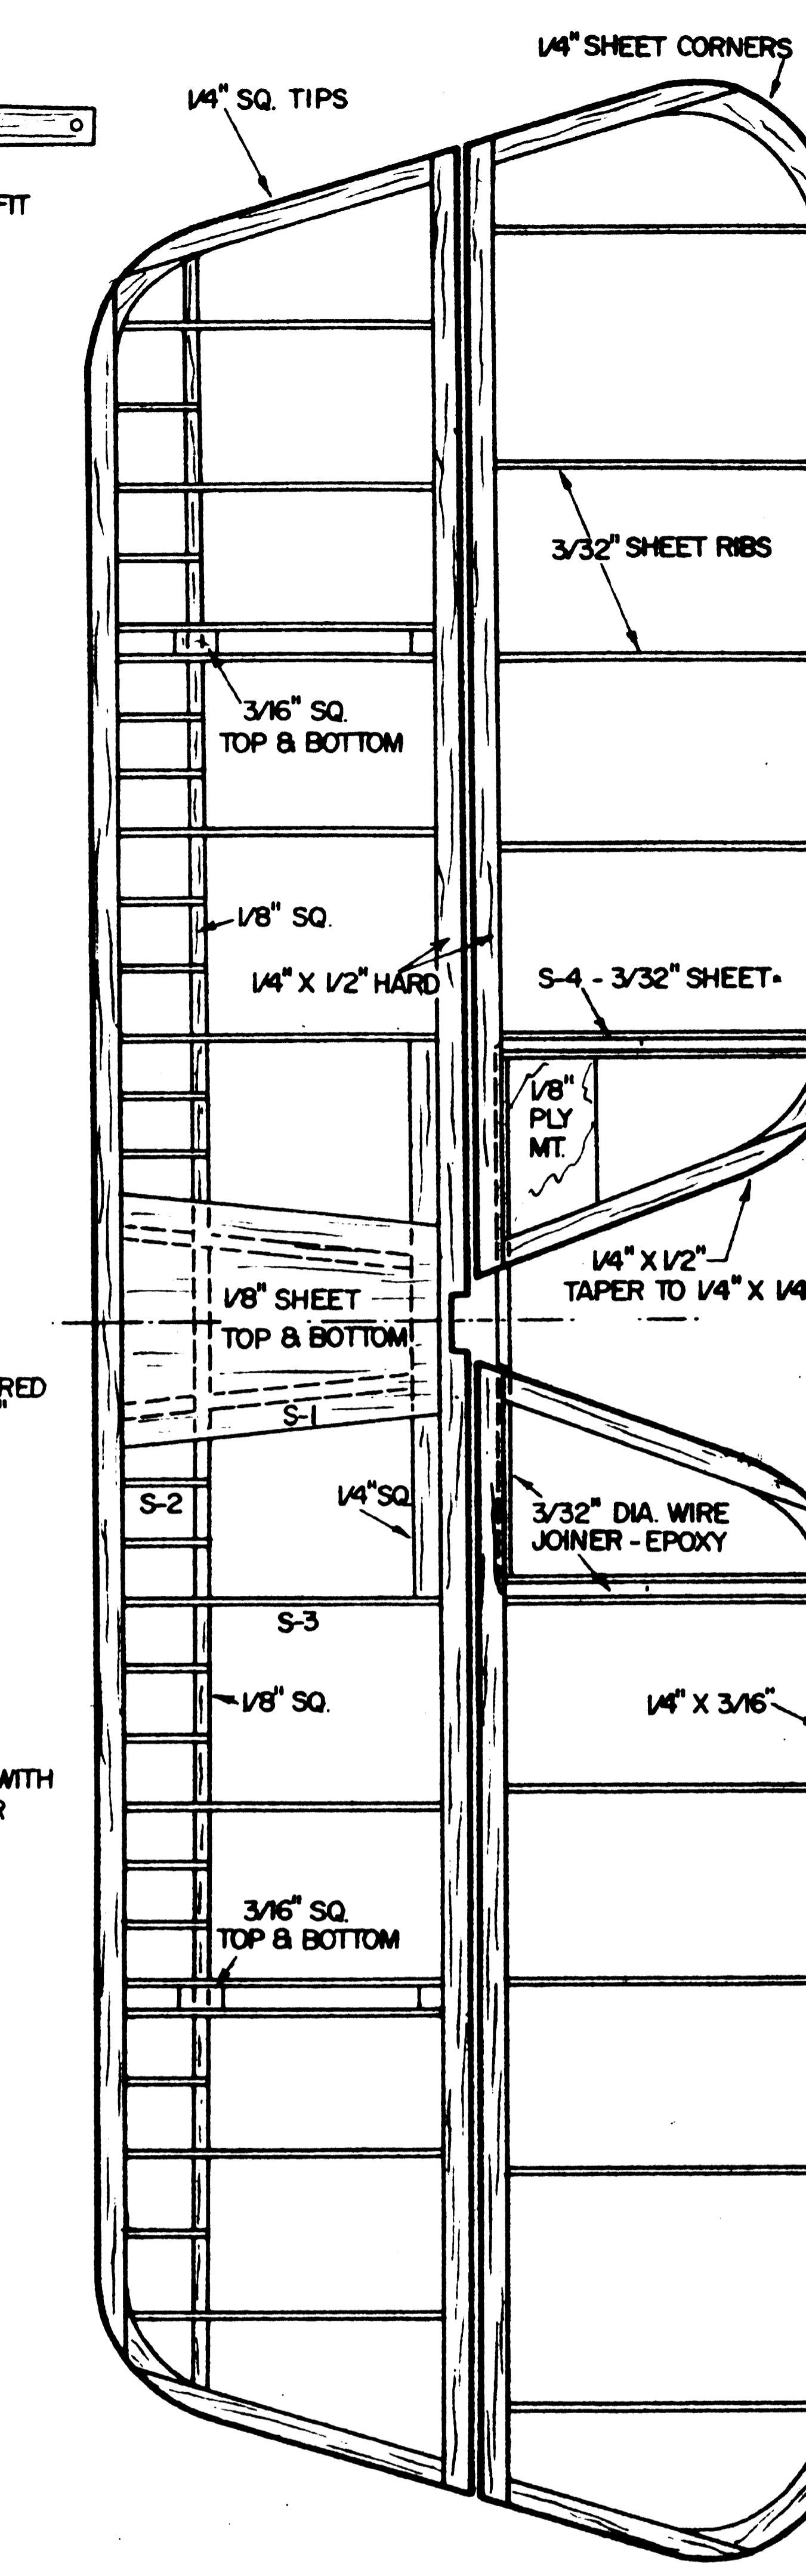 1/4" SHEET CORNERS
1/4" SQ. TIPS
FIT
3/32" SHEET RIBS
3/16" SQ.
TOP & BOTTOM
1/8" SQ.
1/4" X 1/2" HARD
S-4 - 3/32" SHEET
1/8"
PLY
MT.
1/4" X 1/2"
TAPER TO 1/4" X 1/4
1/8" SHEET
TOP & BOTTOM
RED
"
S-1
S-2
1/4" SQ.
3/32" DIA. WIRE
JOINER - EPOXY
S-3
1/8" SQ.
1/4" X 3/16"
WITH
R
3/16" SQ.
TOP & BOTTOM